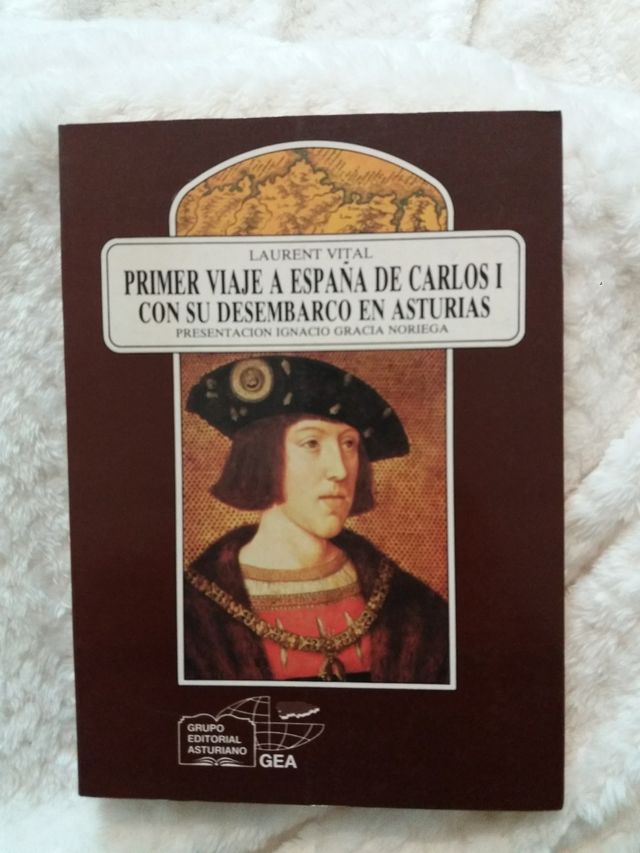 LAURENT VITAL
PRIMER VIAJE A ESPAÑA DE CARLOS I
CON SU DESEMBARCO EN ASTURIAS
PRESENTACION IGNACIO GRACIA NORIEGA
GRUPO
EDITORIAL
ASTURIANO
GEA